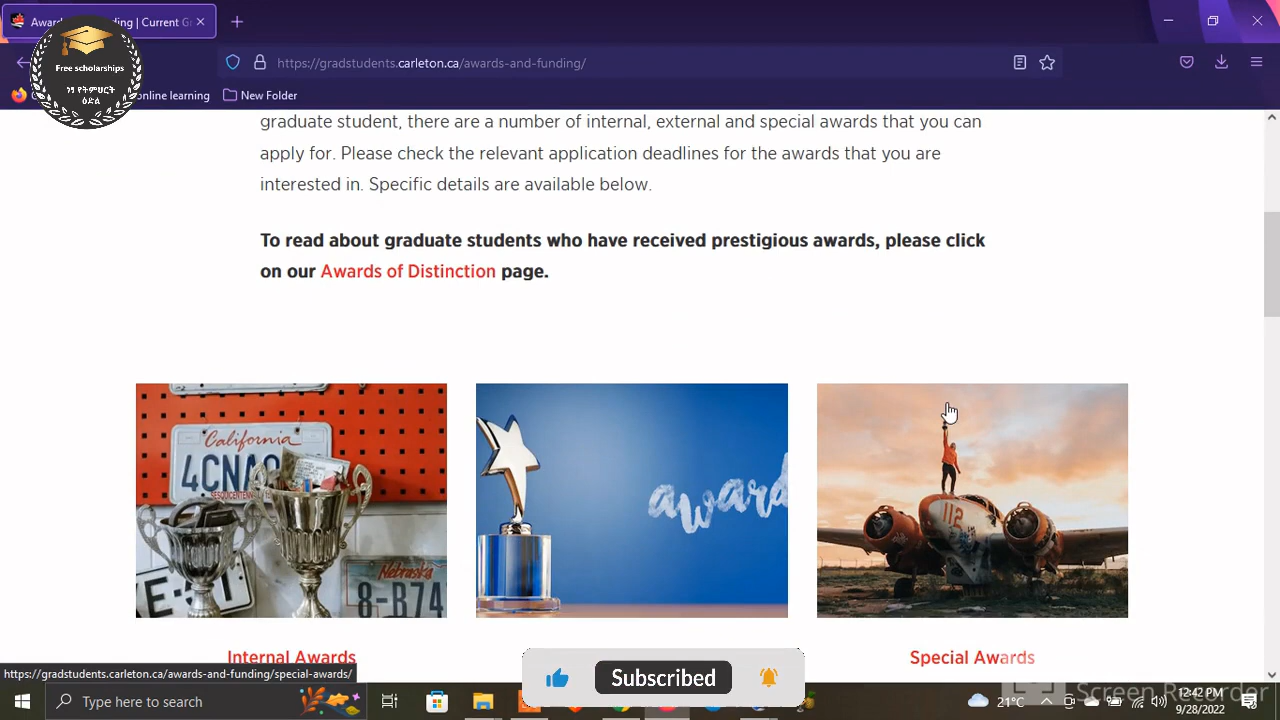 Awar
nding | Current G
Free scholarships
https://gradstudents.carleton.ca/awards-and-funding/
online learning
New Folder
graduate student, there are a number of internal, external and special awards that you can
apply for. Please check the relevant application deadlines for the awards that you are
interested in. Specific details are available below.
To read about graduate students who have received prestigious awards, please click
on our Awards of Distinction page.
California
4CNA
Nebraska
8-B74
award
112
Internal Awards
Special Awards
https://gradstudents.carleton.ca/awards-and-funding/special-awards/
Subscribed
Screen Recorder
Type here to search
21°C
12:42 PM
9/28/2022